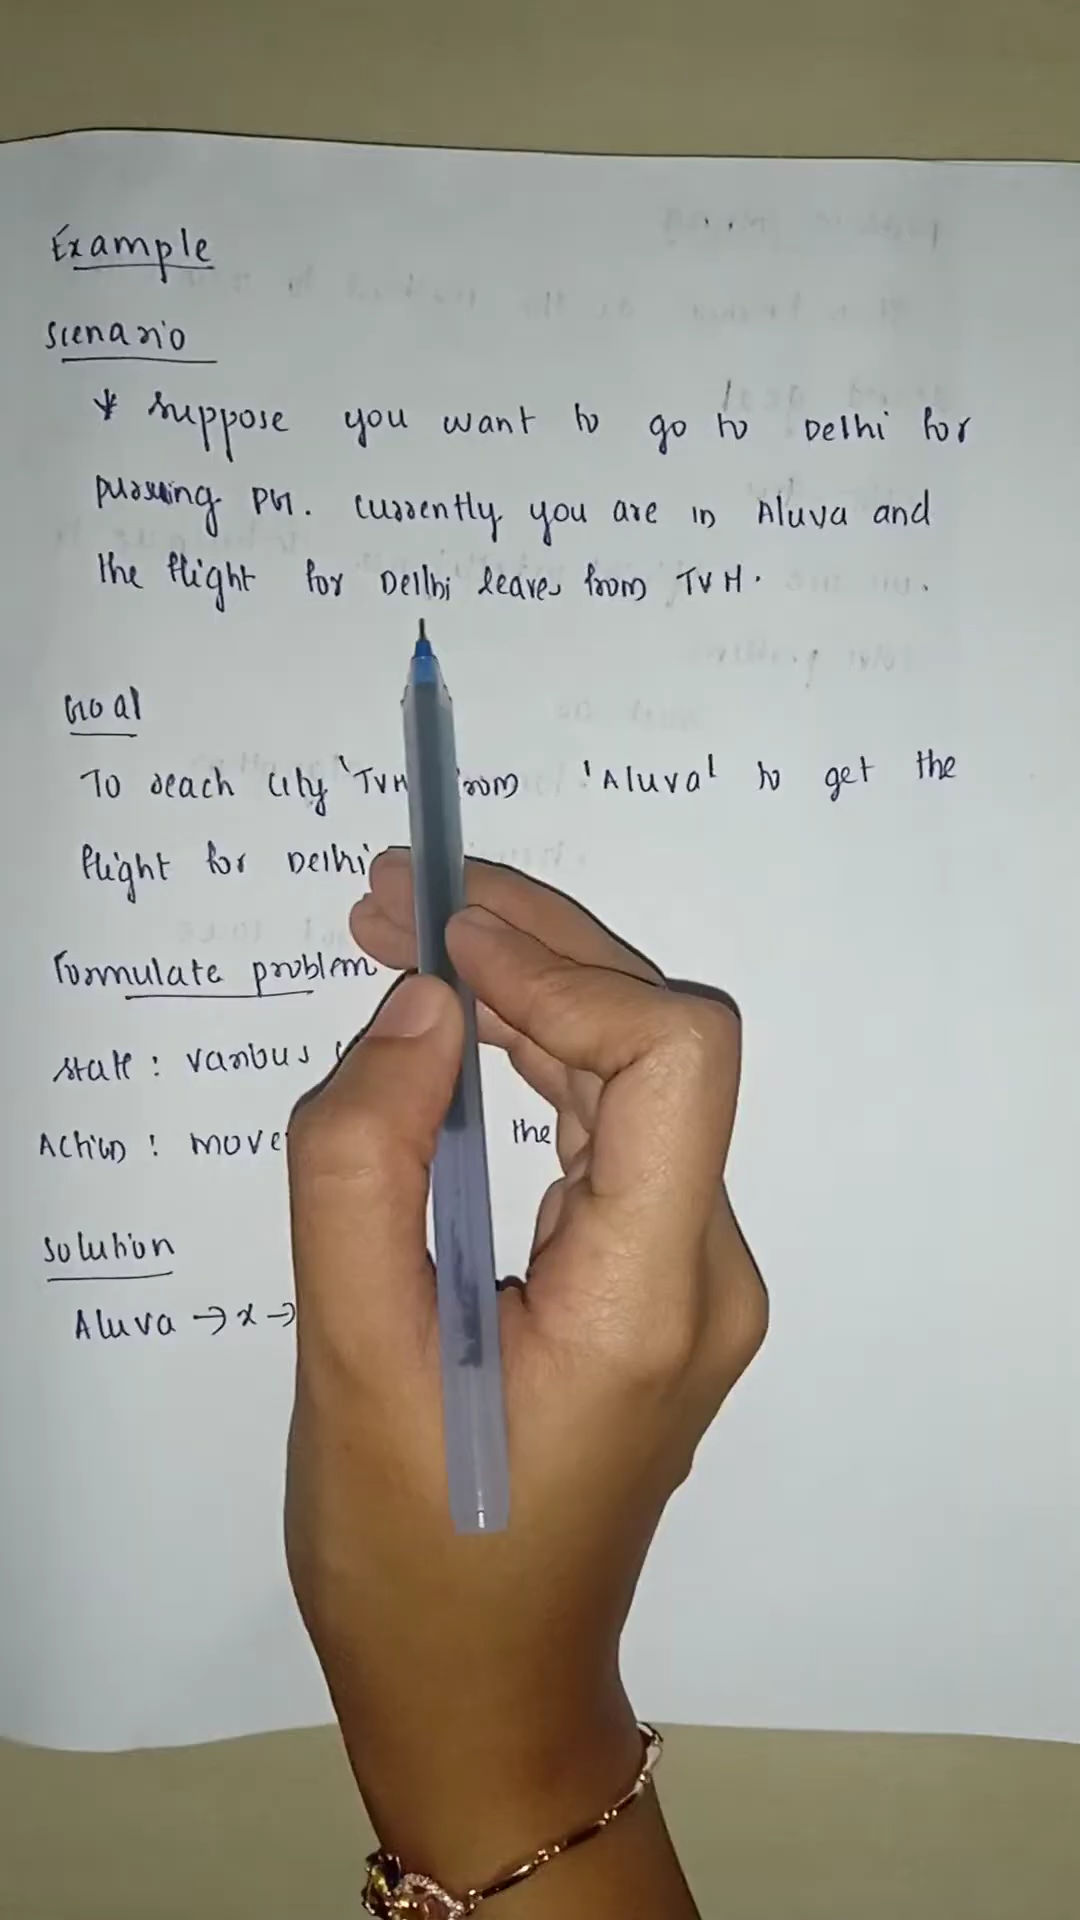 Example
Scenario
* Suppose you want to go to Delhi for
pursuing PG. Currently you are in Aluva and
the flight for Dellhi leaves from TVM.
Goal
To reach city 'TVM from 'Aluva' to get the
flight for Delhi
Formulate problem
State : various
Action : move the
Solution
Aluva → x →